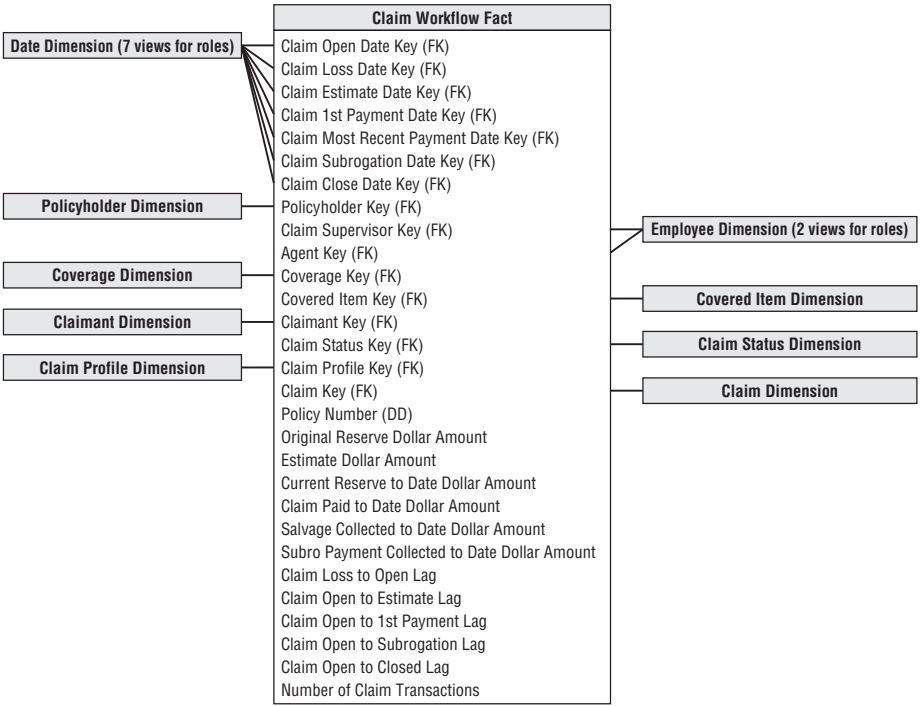 Claim Workflow Fact
Date Dimension (7 views for roles)
Claim Open Date Key (FK)
Claim Loss Date Key (FK)
Claim Estimate Date Key (FK)
Claim 1st Payment Date Key (FK)
Claim Most Recent Payment Date Key (FK)
Claim Subrogation Date Key (FK)
Claim Close Date Key (FK)
Policyholder Dimension
Policyholder Key (FK)
Claim Supervisor Key (FK)
Employee Dimension (2 views for roles)
Agent Key (FK)
Coverage Dimension
Coverage Key (FK)
Covered Item Key (FK)
Covered Item Dimension
Claimant Dimension
Claimant Key (FK)
Claim Status Key (FK)
Claim Status Dimension
Claim Profile Dimension
Claim Profile Key (FK)
Claim Key (FK)
Claim Dimension
Policy Number (DD)
Original Reserve Dollar Amount
Estimate Dollar Amount
Current Reserve to Date Dollar Amount
Claim Paid to Date Dollar Amount
Salvage Collected to Date Dollar Amount
Subro Payment Collected to Date Dollar Amount
Claim Loss to Open Lag
Claim Open to Estimate Lag
Claim Open to 1st Payment Lag
Claim Open to Subrogation Lag
Claim Open to Closed Lag
Number of Claim Transactions